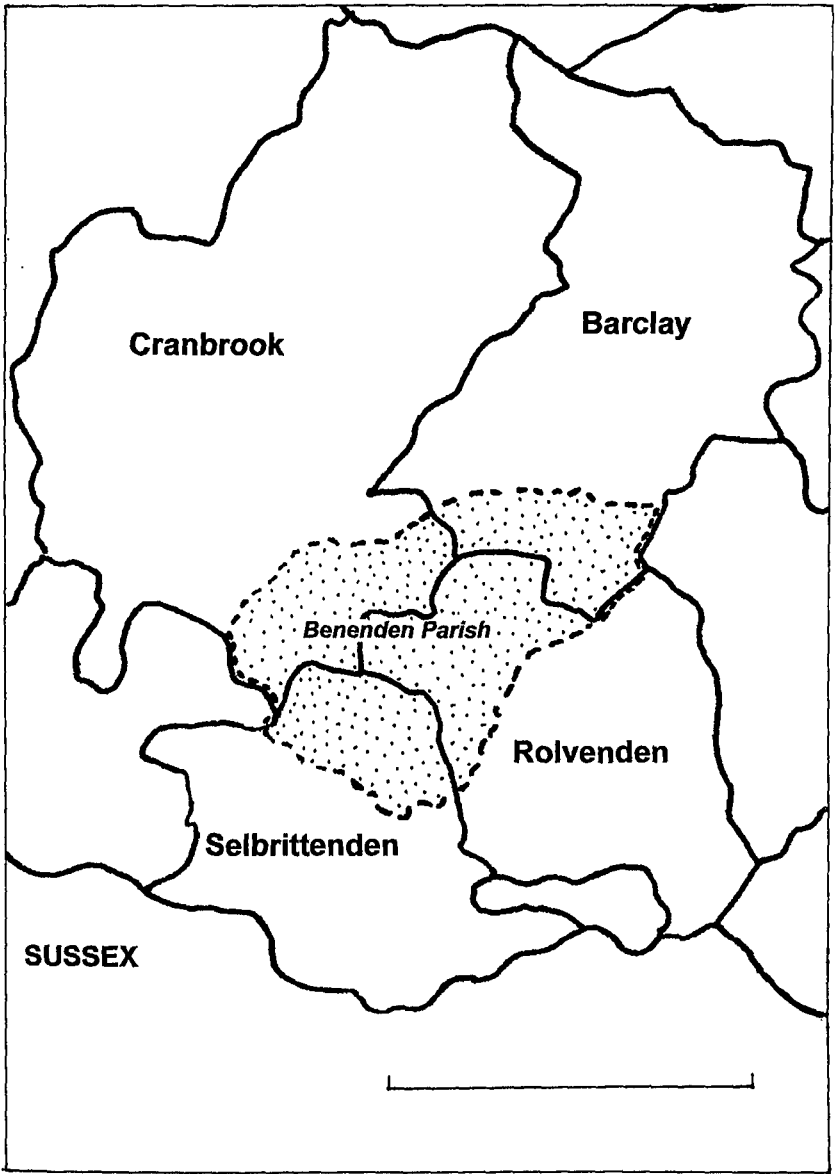 Barclay
Cranbrook
Benenden Parish
Rolvenden
Selbrittenden
SUSSEX